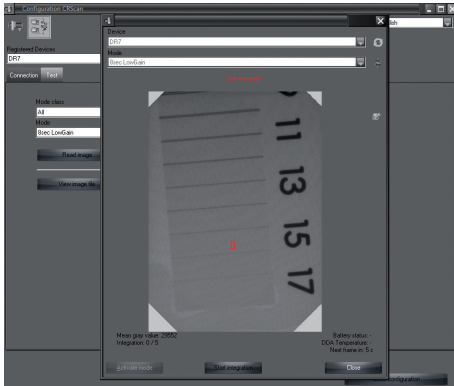 Configuration CRScan
lish
Registered Devices
DR7
Connection
Test
Mode class
All
Mode
8sec LowGain
Read image
View image file
Device
DR7
Mode
8sec LowGain
11
13
15
17
Mean gray value: 29552
Integration: 0 / 5
Battery status: -
DDA Temperature: -
Next frame in: 5 s
Activate mode
Start integration
Close
configuration